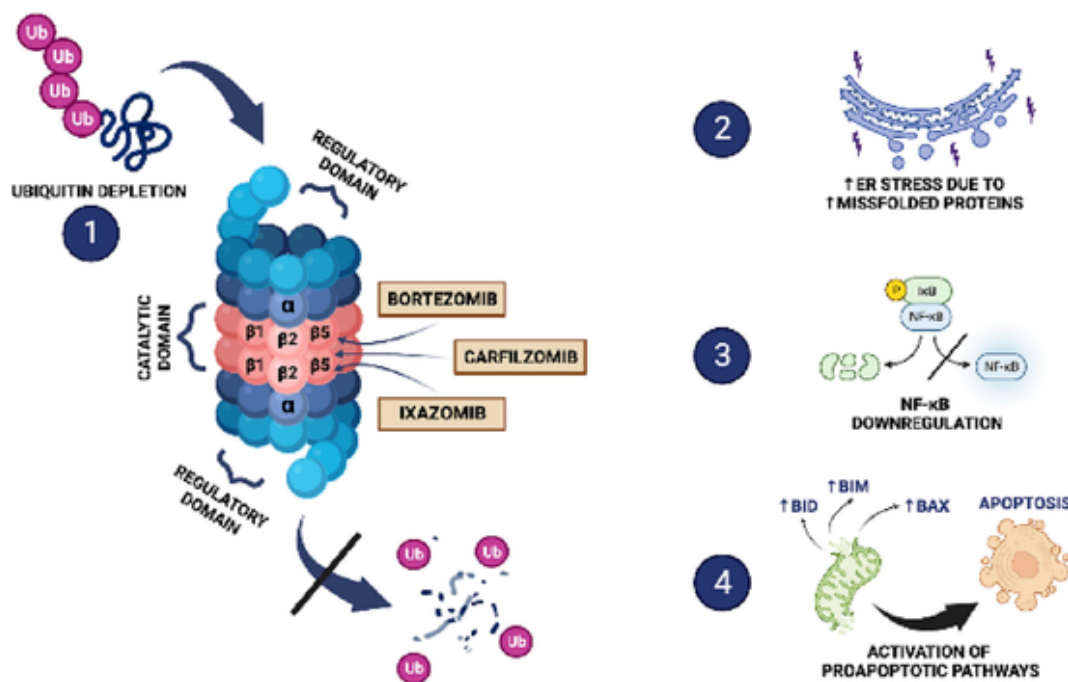 Ub
Ub
Ub
Ub
UBIQUITIN DEPLETION
1
REGULATORY
DOMAIN
CATALYTIC
DOMAIN
α
β1 β2 β5
β1 β2 β5
α
BORTEZOMIB
CARFILZOMIB
IXAZOMIB
REGULATORY
DOMAIN
Ub
Ub
Ub
Ub
2
↑ER STRESS DUE TO
↑MISSFOLDED PROTEINS
3
P
IκB
NF-κB
NF-κB
NF-κB
DOWNREGULATION
4
↑BID
↑BIM
↑BAX
APOPTOSIS
ACTIVATION OF
PROAPOPTOTIC PATHWAYS